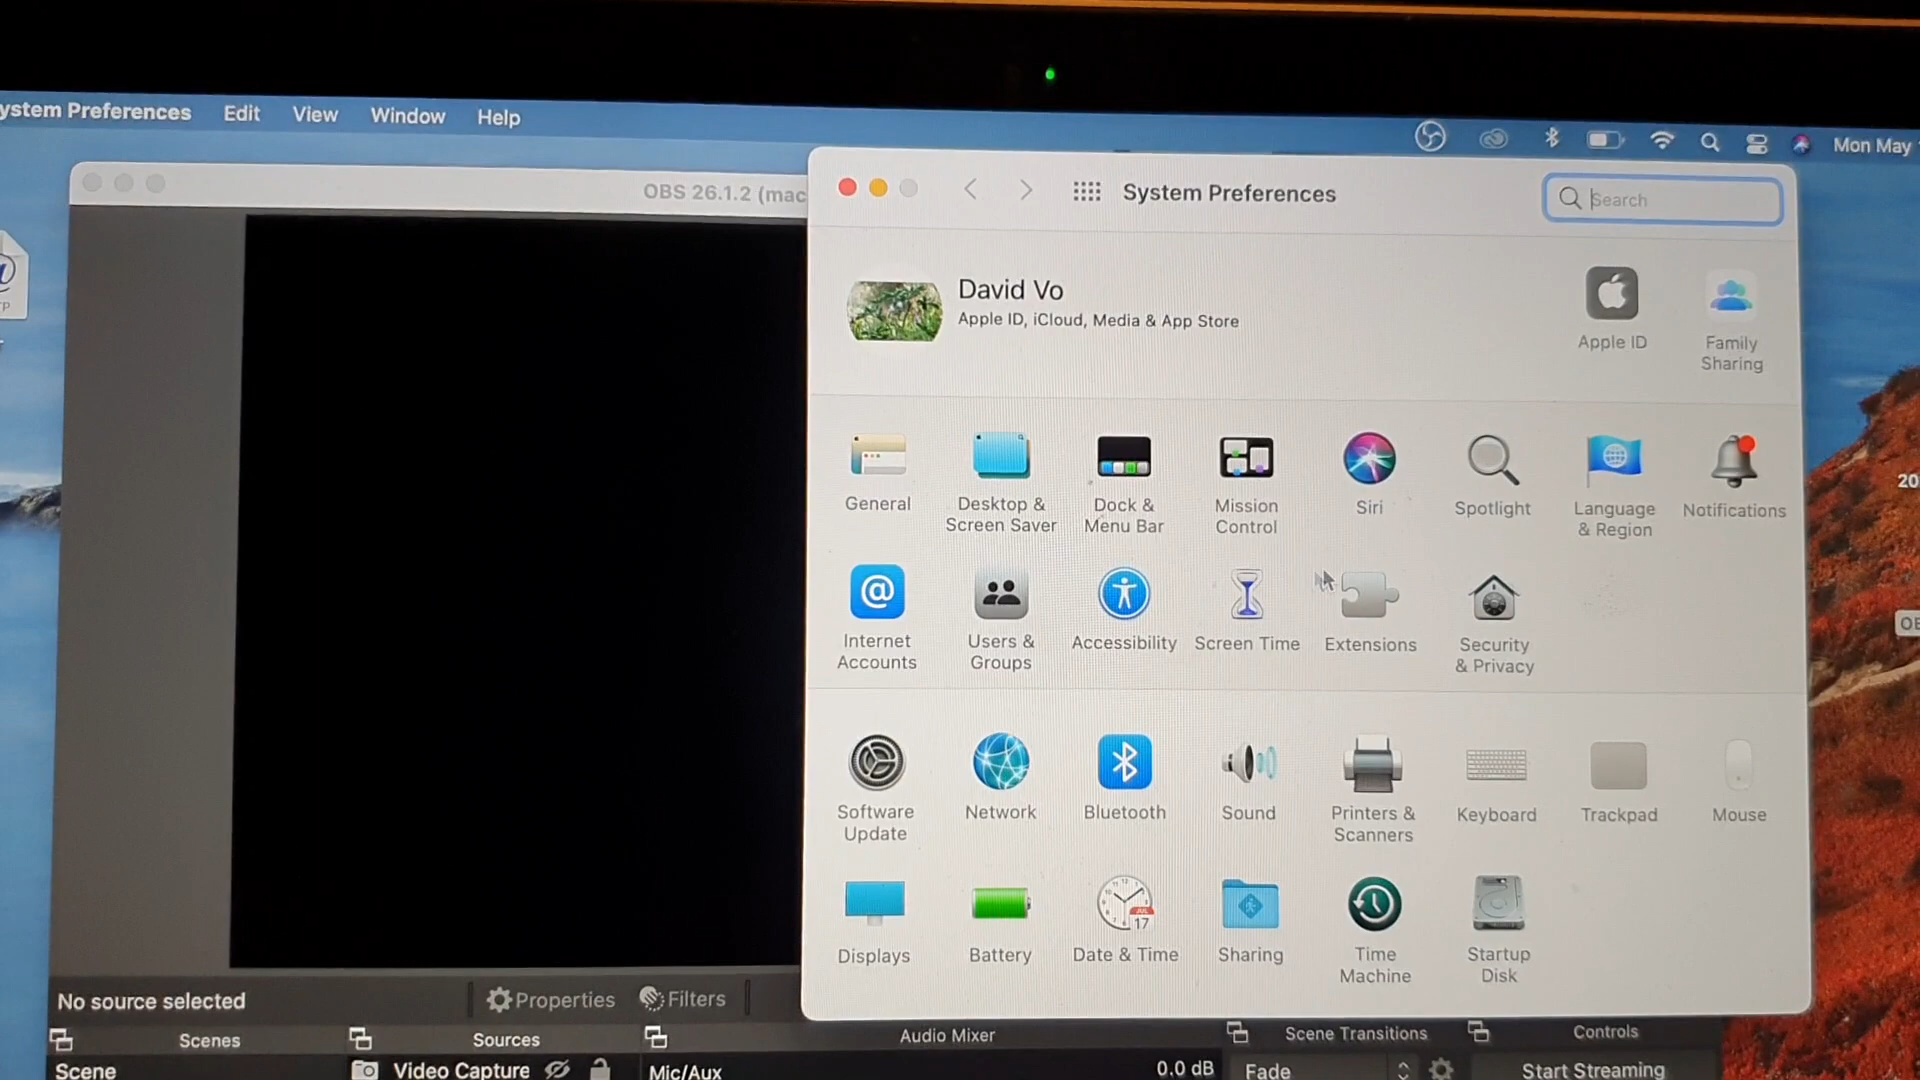 ystem Preferences Edit View Window Help
Mon May
OBS 26.1.2 (mac
System Preferences
Search
David Vo
Apple ID, iCloud, Media & App Store
Apple ID
Family
Sharing
General
Desktop &
Screen Saver
Dock &
Menu Bar
Mission
Control
Siri
Spotlight
Language
& Region
Notifications
Internet
Accounts
Users &
Groups
Accessibility
Screen Time
Extensions
Security
& Privacy
Software
Update
Network
Bluetooth
Sound
Printers &
Scanners
Keyboard
Trackpad
Mouse
Displays
Battery
JUL
17
Date & Time
Sharing
Time
Machine
Startup
Disk
20
OB
No source selected
Properties
Filters
Scenes
Sources
Audio Mixer
Scene Transitions
Controls
Scene
Video Capture
Mic/Aux
0.0 dB
Fade
Start Streaming